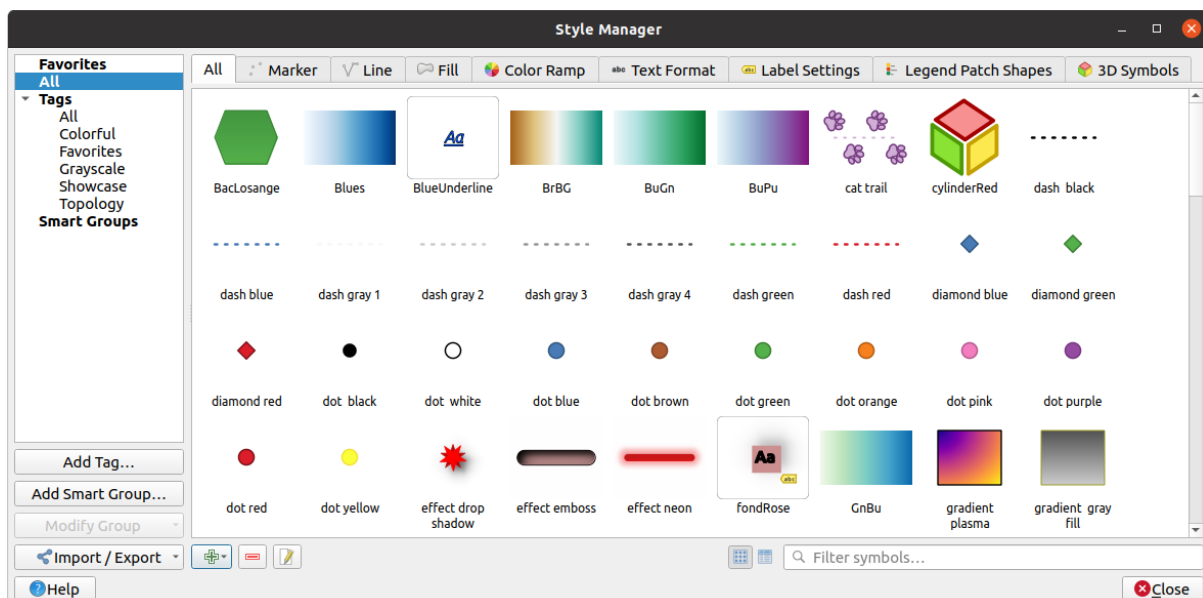 Style Manager
Favorites
All
Tags
All
Colorful
Favorites
Grayscale
Showcase
Topology
Smart Groups
Add Tag...
Add Smart Group...
Modify Group
Import / Export
Help
All Marker Line Fill Color Ramp abc Text Format abc Label Settings Legend Patch Shapes 3D Symbols
Aa
BacLosange Blues BlueUnderline BrBG BuGn BuPu cat trail cylinderRed dash black
dash blue dash gray 1 dash gray 2 dash gray 3 dash gray 4 dash green dash red diamond blue diamond green
diamond red dot black dot white dot blue dot brown dot green dot orange dot pink dot purple
Aa abc
dot red dot yellow effect drop shadow effect emboss effect neon fondRose GnBu gradient plasma gradient gray fill
Filter symbols...
Close